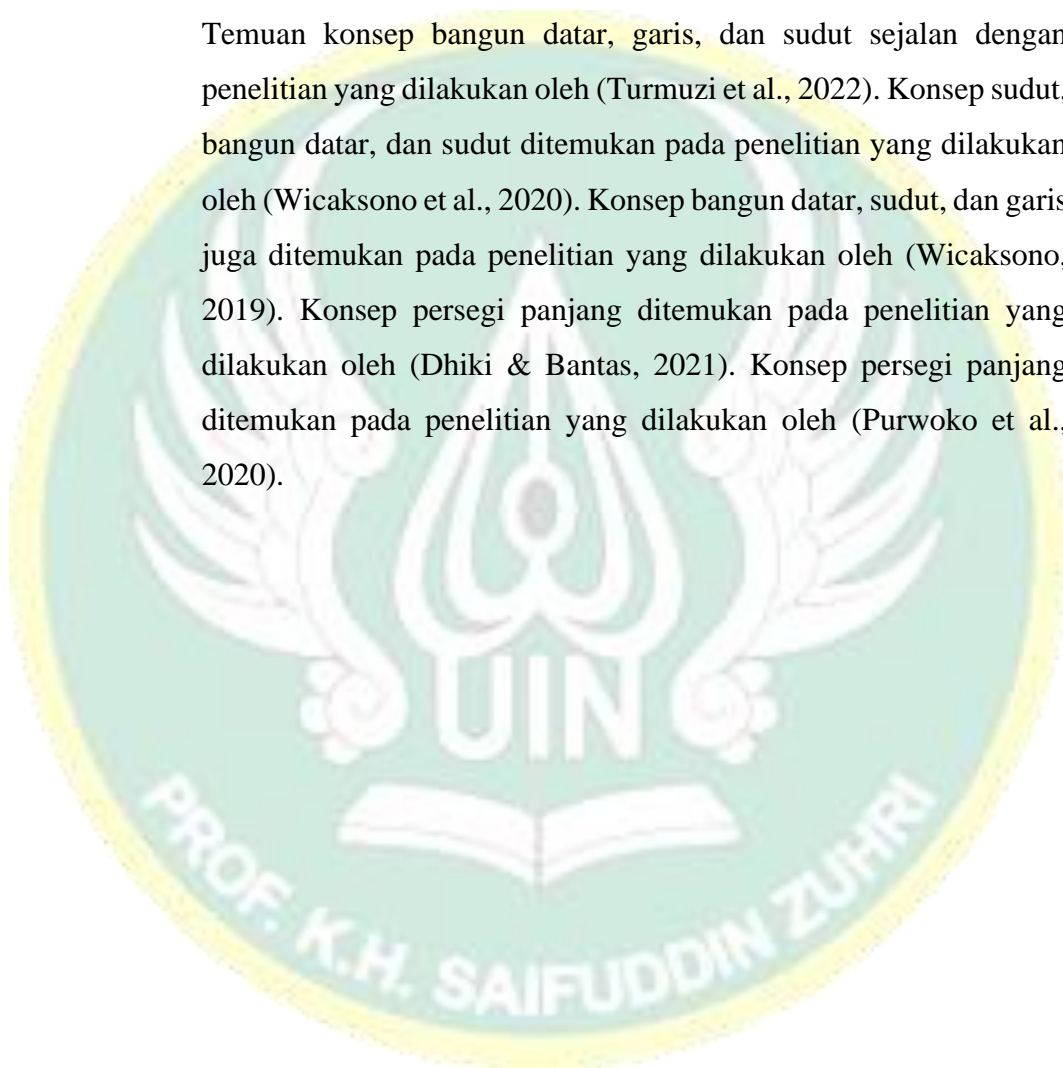 Temuan konsep bangun datar, garis, dan sudut sejalan dengan
penelitian yang dilakukan oleh (Turmuzi et al., 2022). Konsep sudut,
bangun datar, dan sudut ditemukan pada penelitian yang dilakukan
oleh (Wicaksono et al., 2020). Konsep bangun datar, sudut, dan garis
juga ditemukan pada penelitian yang dilakukan oleh (Wicaksono,
2019). Konsep persegi panjang ditemukan pada penelitian yang
dilakukan oleh (Dhiki & Bantas, 2021). Konsep persegi panjang
ditemukan pada penelitian yang dilakukan oleh (Purwoko et al.,
2020).
UIN
PROF. K.H. SAIFUDDIN ZUHRI